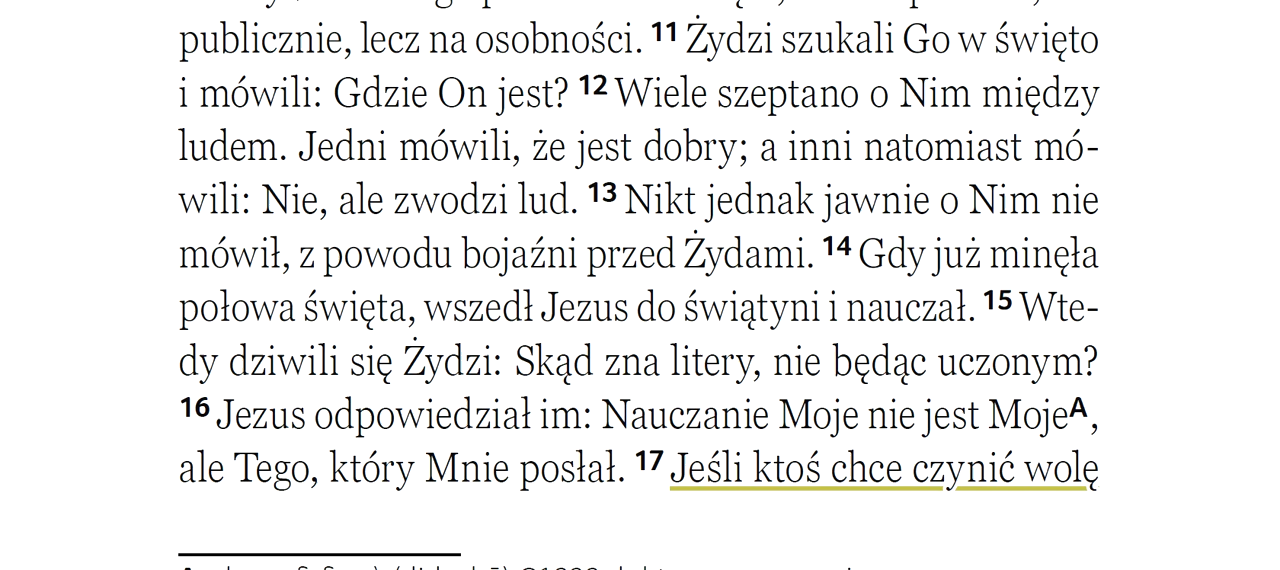 publicznie, lecz na osobności. 11 Żydzi szukali Go w święto
i mówili: Gdzie On jest? 12 Wiele szeptano o Nim między
ludem. Jedni mówili, że jest dobry; a inni natomiast mó-
wili: Nie, ale zwodzi lud. 13 Nikt jednak jawnie o Nim nie
mówił, z powodu bojaźni przed Żydami. 14 Gdy już minęła
połowa święta, wszedł Jezus do świątyni i nauczał. 15 Wte-
dy dziwili się Żydzi: Skąd zna litery, nie będąc uczonym?
16 Jezus odpowiedział im: Nauczanie Moje nie jest MojeA,
ale Tego, który Mnie posłał. 17 Jeśli ktoś chce czynić wolę